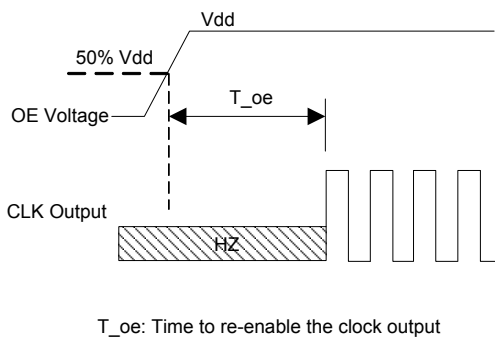 Vdd
50% Vdd
T_oe
OE Voltage
CLK Output
HZ
T_oe: Time to re-enable the clock output